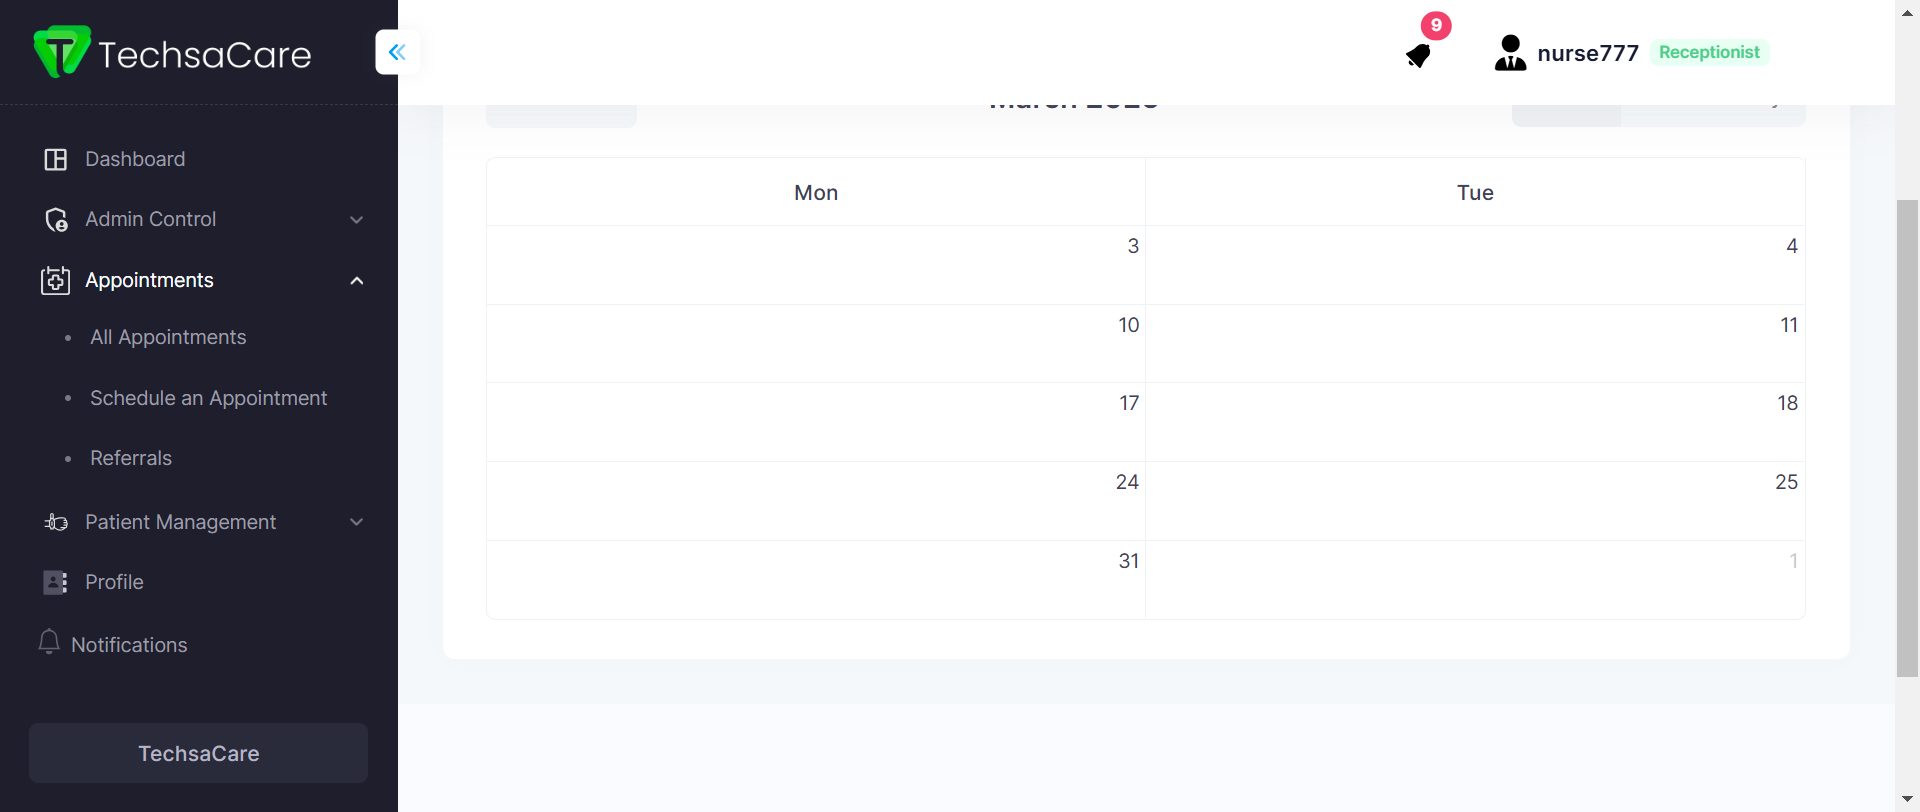 TechsaCare
9
nurse777 Receptionist
Dashboard
Admin Control
Appointments
All Appointments
Schedule an Appointment
Referrals
Patient Management
Profile
Notifications
TechsaCare
Mon Tue
3 4
10 11
17 18
24 25
31 1